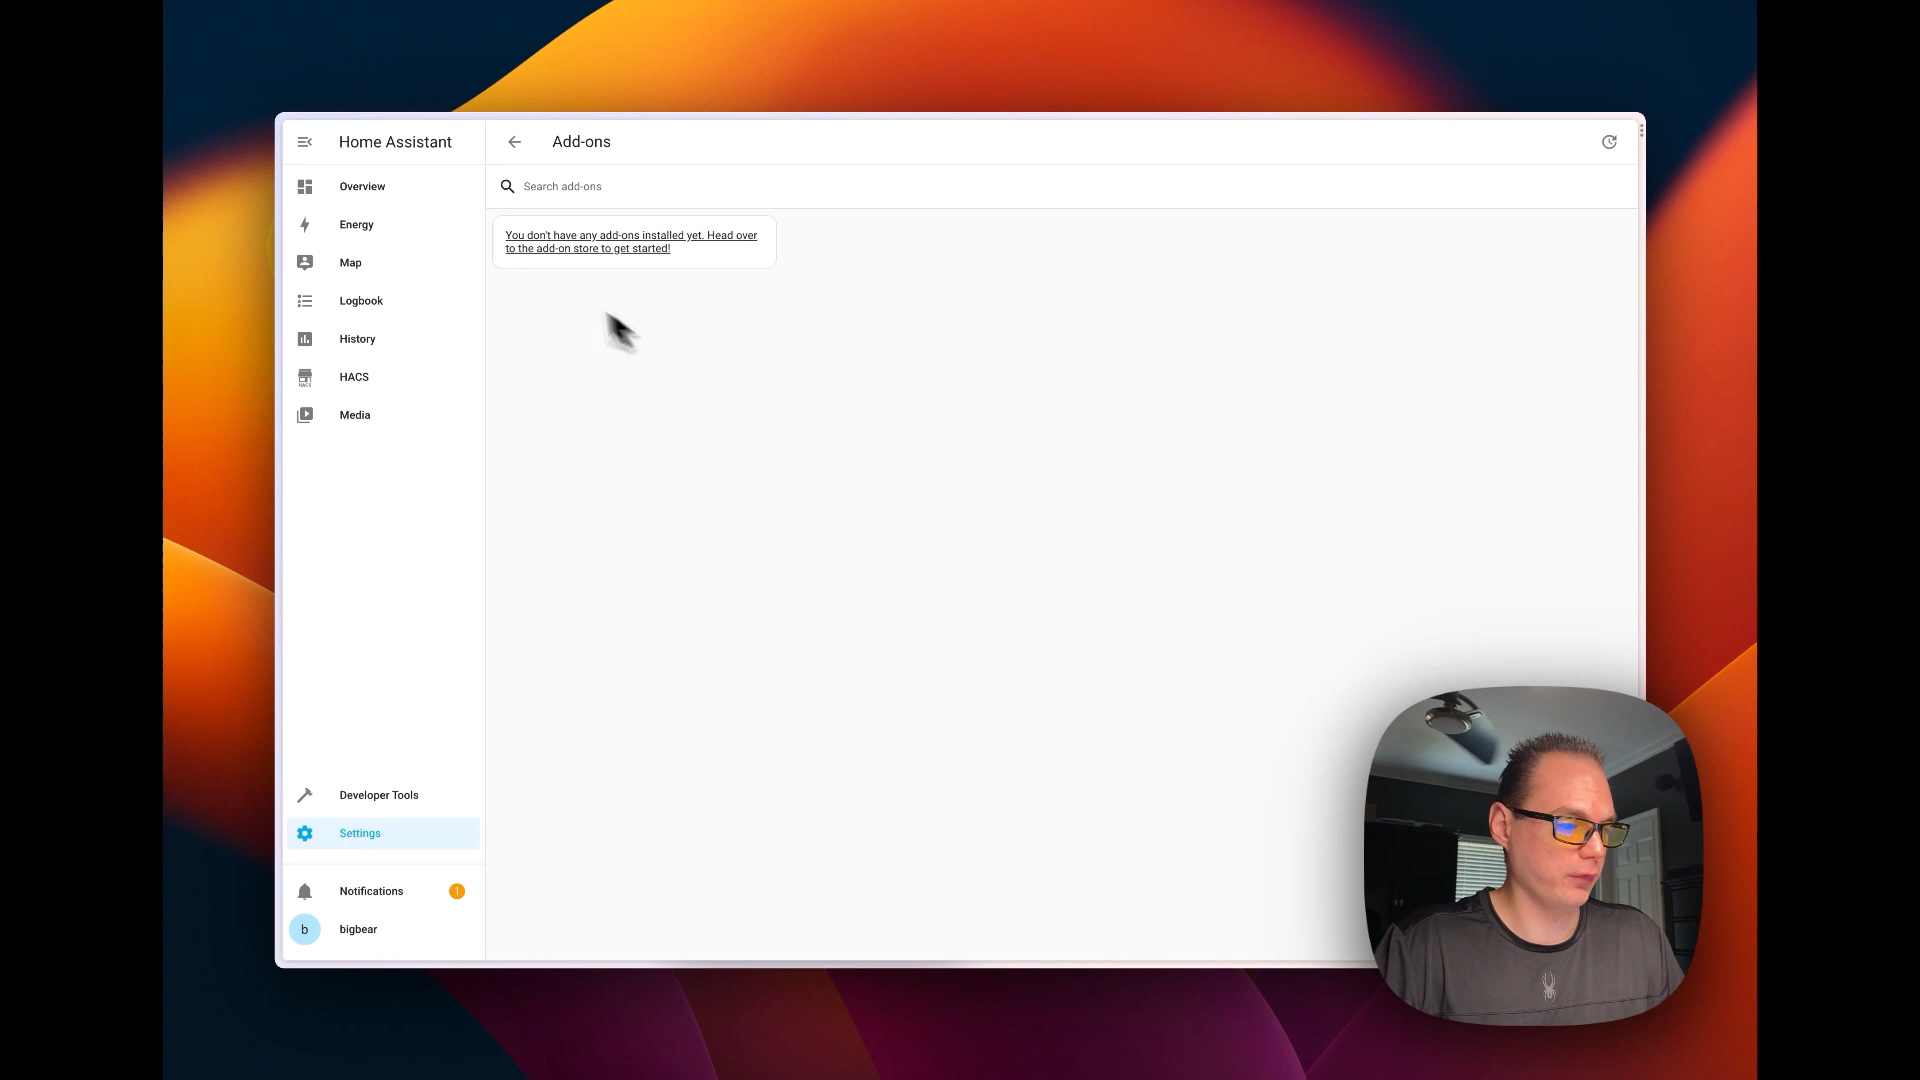 Home Assistant
Overview
Energy
Map
Logbook
History
HACS
HACS
Media
Developer Tools
Settings
Notifications
1
b
bigbear
Add-ons
Search add-ons
You don't have any add-ons installed yet. Head over
to the add-on store to get started!